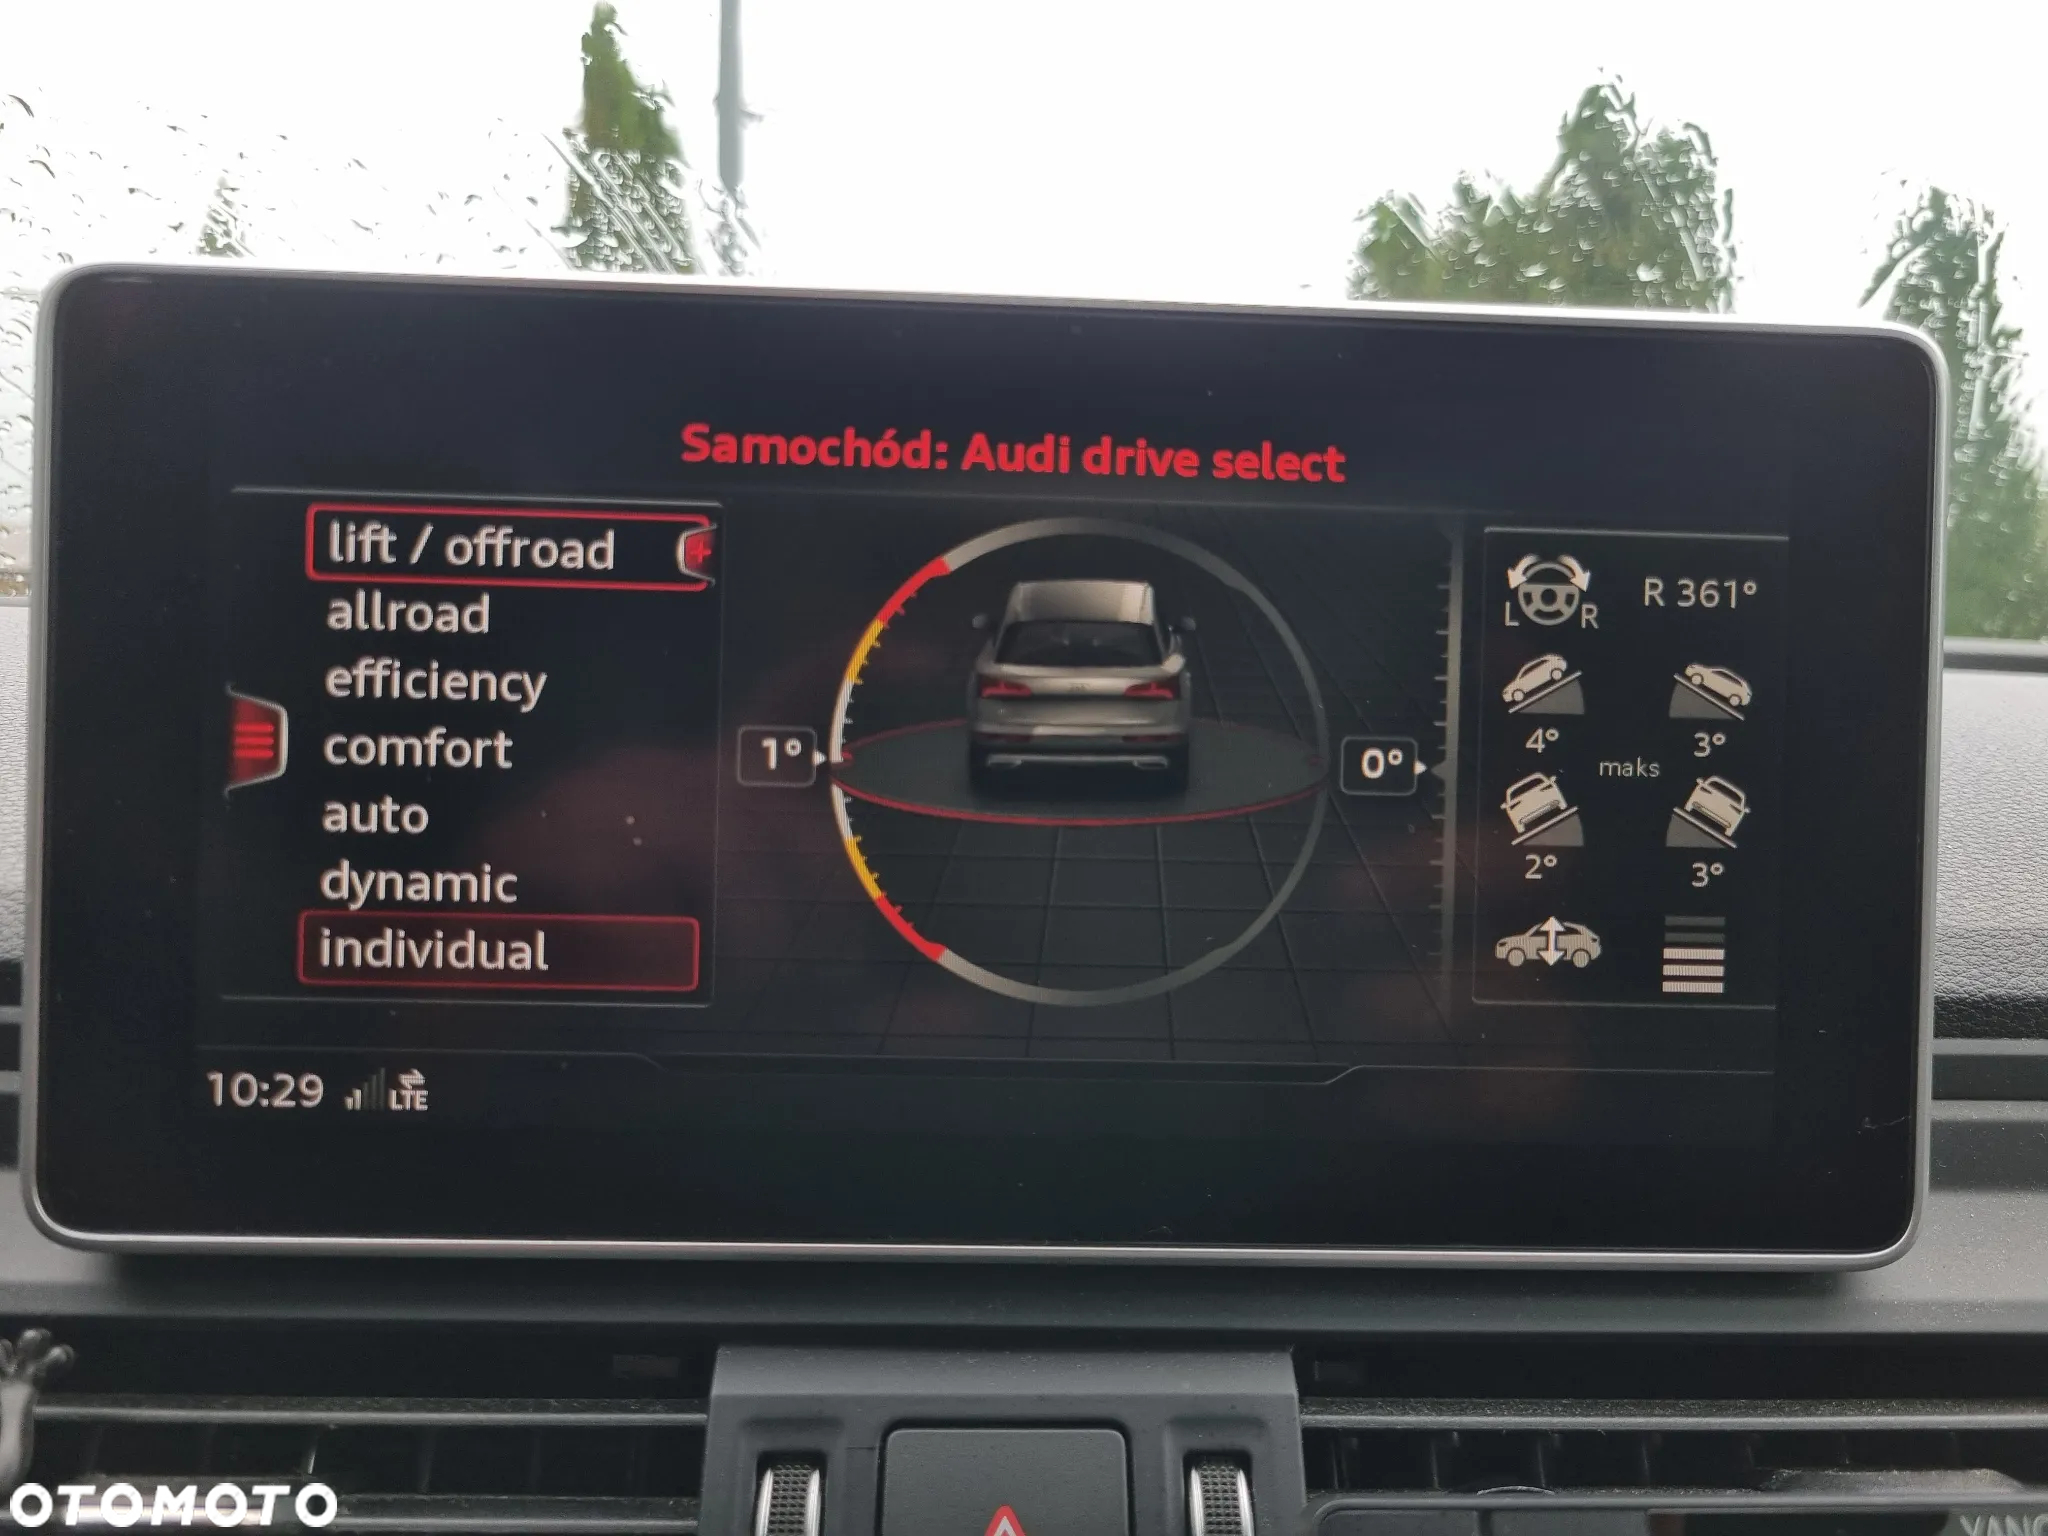 Samochód: Audi drive select
lift / offroad
allroad
efficiency
comfort
auto
dynamic
individual
1°
0°
L R
R 361°
4°
3°
maks
2°
3°
10:29 LTE
OTOMOTO